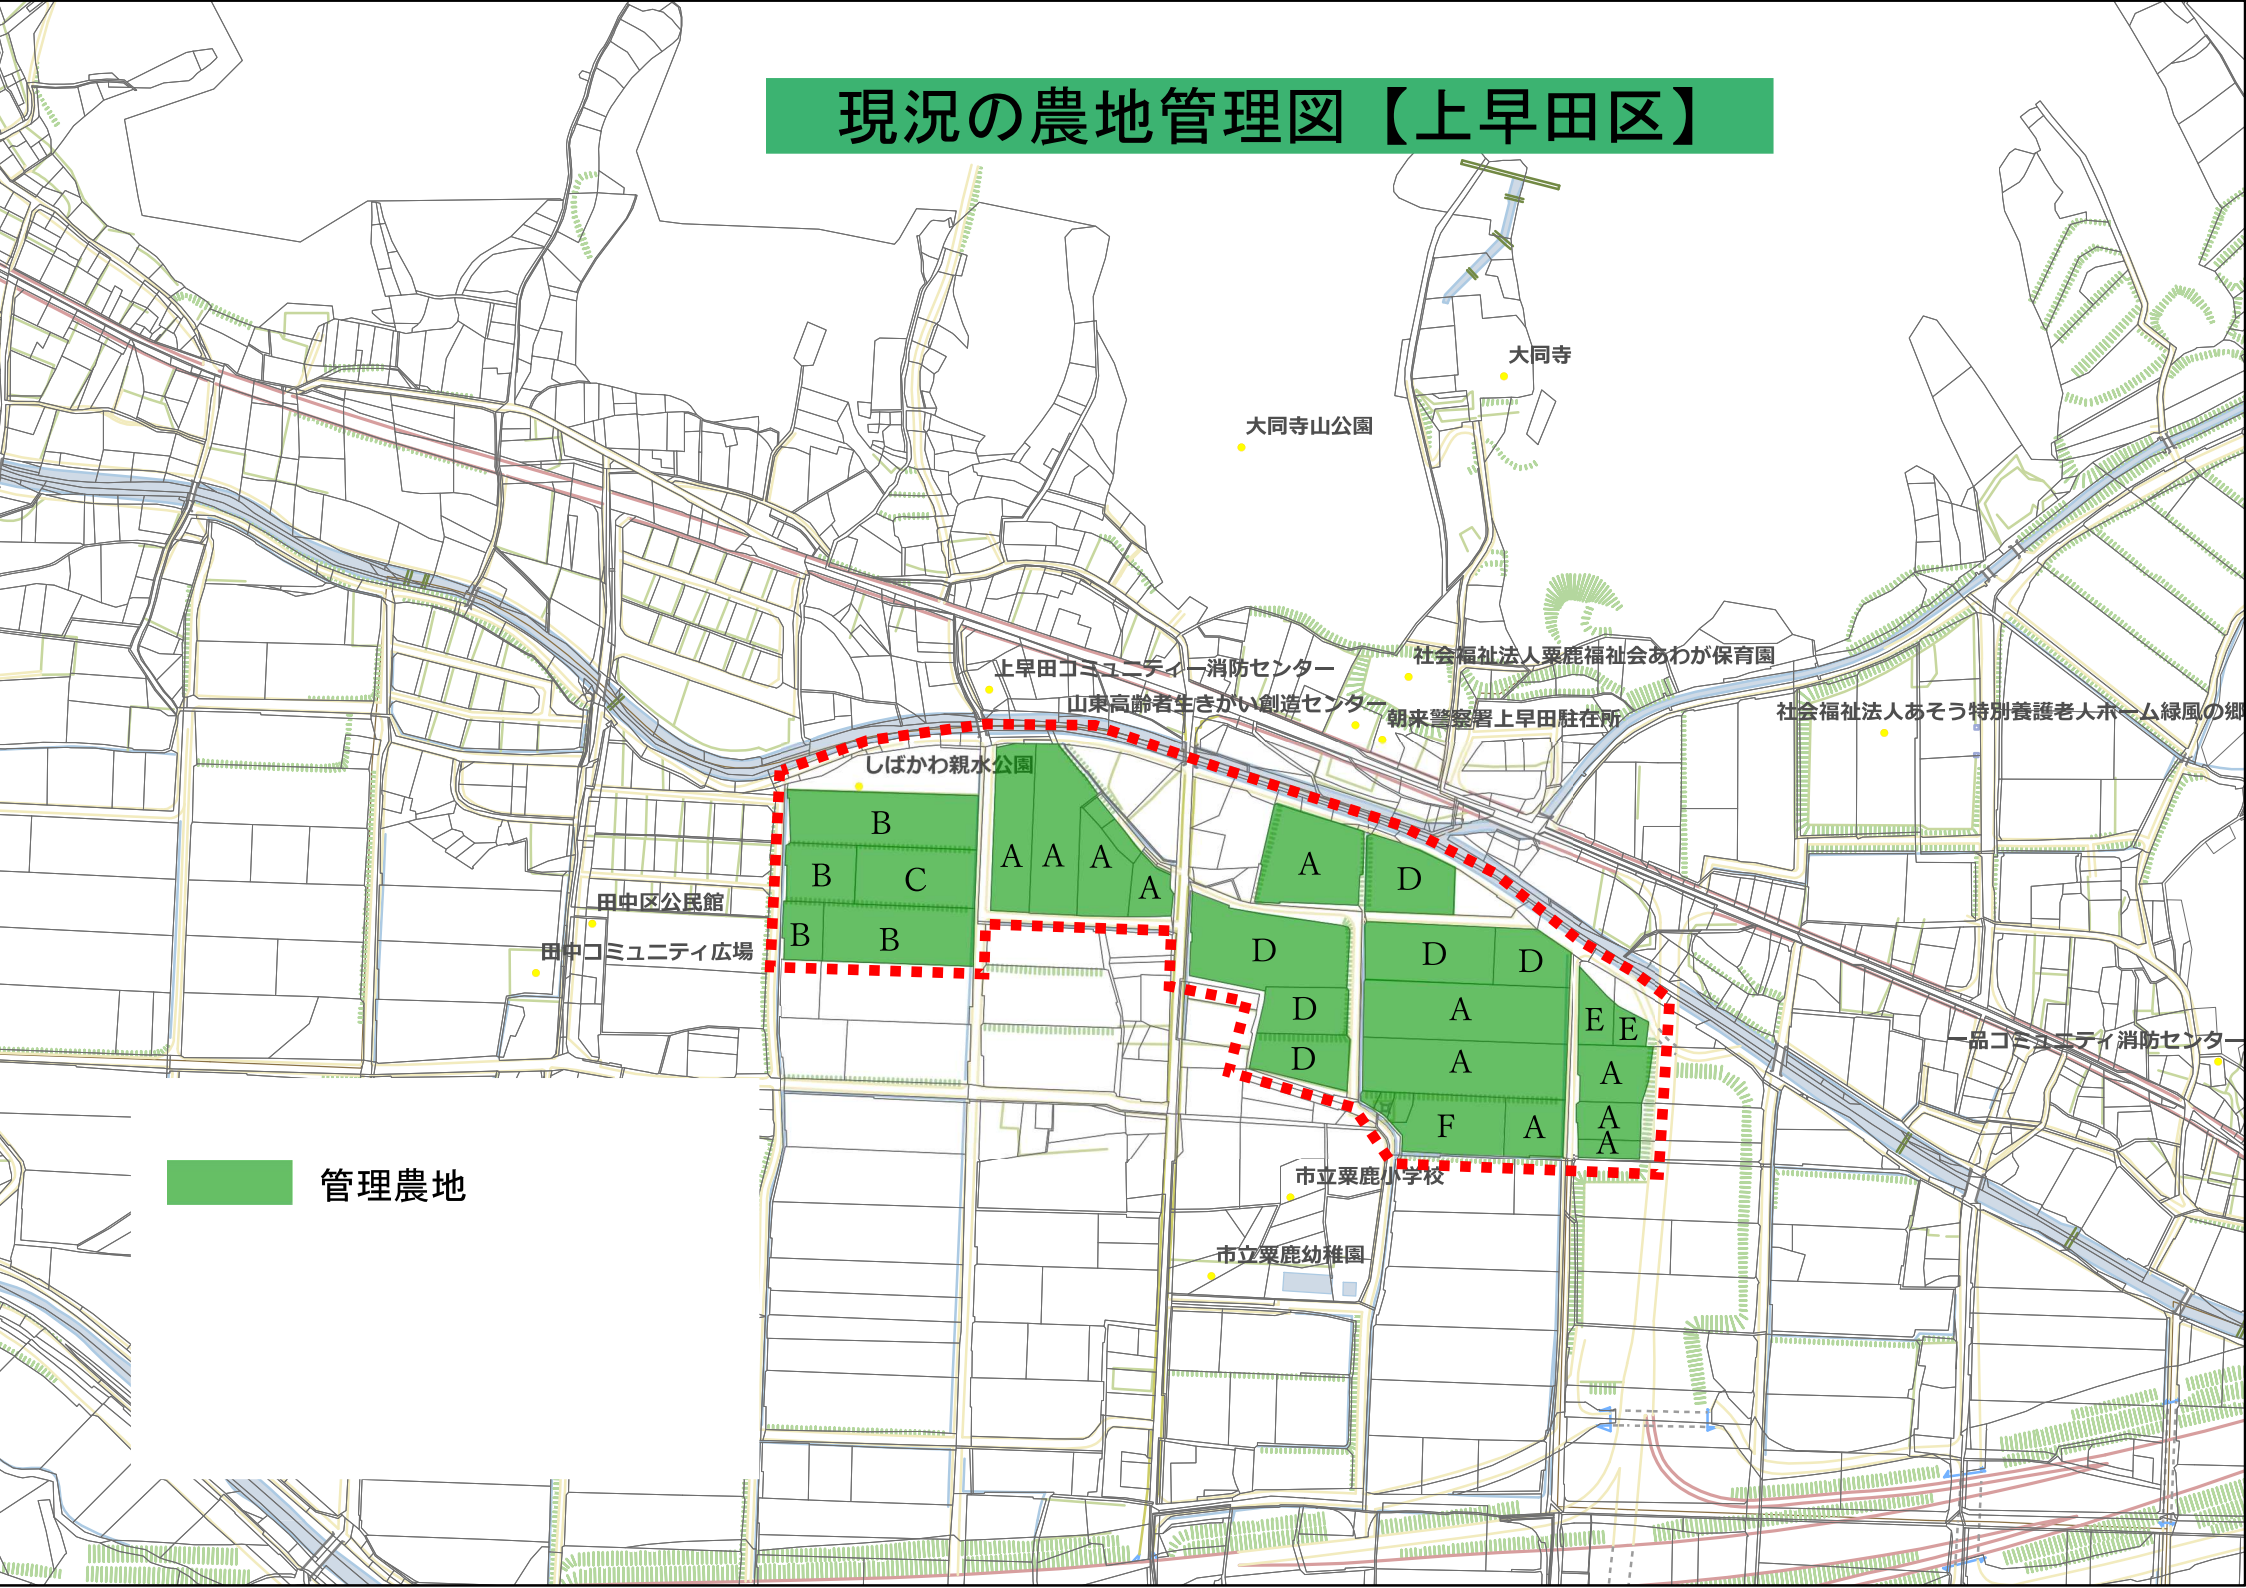 現況の農地管理図【上早田区】
大同寺
大同寺山公園
社会福祉法人粟鹿福祉会あわが保育園
上早田コミュニティー消防センター
山東高齢者生きがい創造センター
朝来警察署上早田駐在所
社会福祉法人あそう特別養護老人ホーム緑風の郷
しばかわ親水公園
B
A
A
A
A
D
B
C
A
田中区公民館
B
B
D
D
D
田中コミュニティ広場
D
A
E
E
一品コミュニティ消防センター
D
A
A
F
A
A
A
市立粟鹿小学校
管理農地
市立粟鹿幼稚園